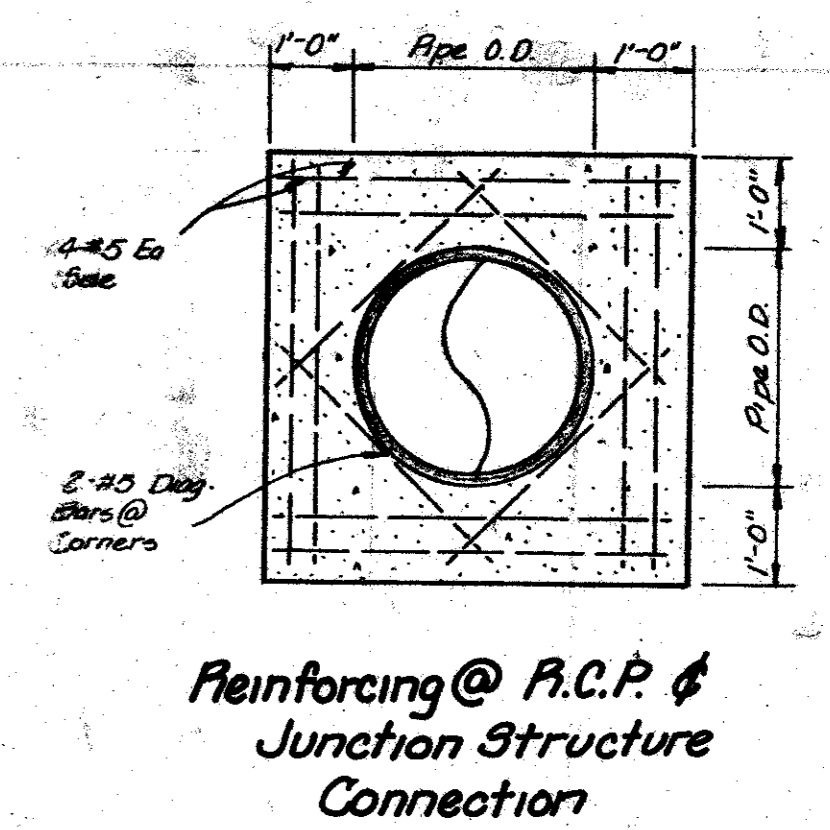 1'-0" Pipe O.D. 1'-0"
4-#5 Ea
Side
1'-0"
Pipe O.D.
1'-0"
2-#5 Diag.
Bars @
Corners
Reinforcing @ R.C.P. &
Junction Structure
Connection